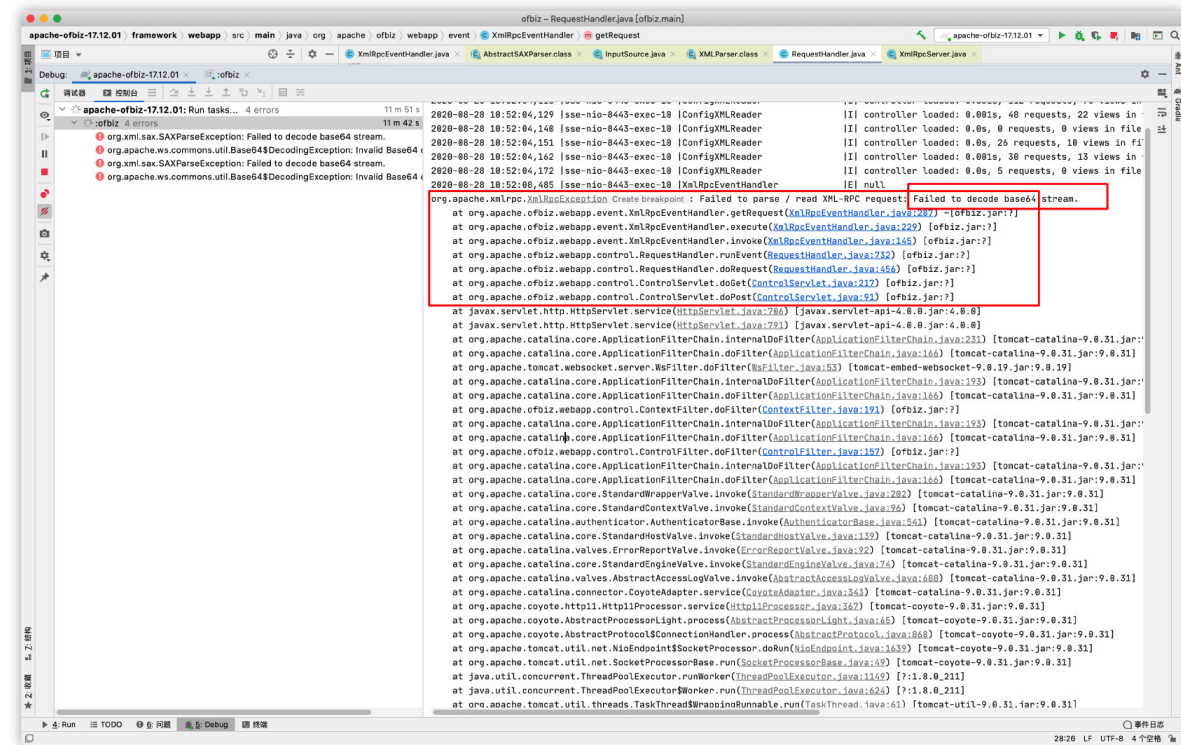 ofbiz – RequestHandler.java [ofbiz.main]
apache-ofbiz-17.12.01 › framework › webapp › src › main › java › org › apache › ofbiz › webapp › event › XmlRpcEventHandler › getRequest
apache-ofbiz-17.12.01
项目
XmlRpcEventHandler.java
AbstractSAXParser.class
InputSource.java
XMLParser.class
RequestHandler.java
XmlRpcServer.java
Debug: apache-ofbiz-17.12.01 :ofbiz
调试器 控制台
apache-ofbiz-17.12.01: Run tasks... 4 errors 11 m 51 s
:ofbiz 4 errors 11 m 42 s
org.xml.sax.SAXParseException: Failed to decode base64 stream.
org.apache.ws.commons.util.Base64$DecodingException: Invalid Base64
org.xml.sax.SAXParseException: Failed to decode base64 stream.
org.apache.ws.commons.util.Base64$DecodingException: Invalid Base64
2020-08-28 10:52:04,129 |sse-nio-8443-exec-10 |ConfigXMLReader |I| controller loaded: 0.001s, 48 requests, 22 views in
2020-08-28 10:52:04,140 |sse-nio-8443-exec-10 |ConfigXMLReader |I| controller loaded: 0.0s, 0 requests, 0 views in file
2020-08-28 10:52:04,151 |sse-nio-8443-exec-10 |ConfigXMLReader |I| controller loaded: 0.0s, 26 requests, 10 views in fi
2020-08-28 10:52:04,162 |sse-nio-8443-exec-10 |ConfigXMLReader |I| controller loaded: 0.001s, 30 requests, 13 views in
2020-08-28 10:52:04,173 |sse-nio-8443-exec-10 |ConfigXMLReader |I| controller loaded: 0.0s, 5 requests, 0 views in file
2020-08-28 10:52:08,485 |sse-nio-8443-exec-10 |XmlRpcEventHandler |E| null
org.apache.xmlrpc.XmlRpcException Create breakpoint : Failed to parse / read XML-RPC request: Failed to decode base64 stream.
at org.apache.ofbiz.webapp.event.XmlRpcEventHandler.getRequest(XmlRpcEventHandler.java:287) ~[ofbiz.jar:?]
at org.apache.ofbiz.webapp.event.XmlRpcEventHandler.execute(XmlRpcEventHandler.java:229) [ofbiz.jar:?]
at org.apache.ofbiz.webapp.event.XmlRpcEventHandler.invoke(XmlRpcEventHandler.java:145) [ofbiz.jar:?]
at org.apache.ofbiz.webapp.control.RequestHandler.runEvent(RequestHandler.java:732) [ofbiz.jar:?]
at org.apache.ofbiz.webapp.control.RequestHandler.doRequest(RequestHandler.java:456) [ofbiz.jar:?]
at org.apache.ofbiz.webapp.control.ControlServlet.doGet(ControlServlet.java:217) [ofbiz.jar:?]
at org.apache.ofbiz.webapp.control.ControlServlet.doPost(ControlServlet.java:91) [ofbiz.jar:?]
at javax.servlet.http.HttpServlet.service(HttpServlet.java:706) [javax.servlet-api-4.0.0.jar:4.0.0]
at javax.servlet.http.HttpServlet.service(HttpServlet.java:791) [javax.servlet-api-4.0.0.jar:4.0.0]
at org.apache.catalina.core.ApplicationFilterChain.internalDoFilter(ApplicationFilterChain.java:231) [tomcat-catalina-9.0.31.jar:
at org.apache.catalina.core.ApplicationFilterChain.doFilter(ApplicationFilterChain.java:166) [tomcat-catalina-9.0.31.jar:9.0.31]
at org.apache.tomcat.websocket.server.WsFilter.doFilter(WsFilter.java:53) [tomcat-embed-websocket-9.0.19.jar:9.0.19]
at org.apache.catalina.core.ApplicationFilterChain.internalDoFilter(ApplicationFilterChain.java:193) [tomcat-catalina-9.0.31.jar:
at org.apache.catalina.core.ApplicationFilterChain.doFilter(ApplicationFilterChain.java:166) [tomcat-catalina-9.0.31.jar:9.0.31]
at org.apache.ofbiz.webapp.control.ContextFilter.doFilter(ContextFilter.java:191) [ofbiz.jar:?]
at org.apache.catalina.core.ApplicationFilterChain.internalDoFilter(ApplicationFilterChain.java:193) [tomcat-catalina-9.0.31.jar:
at org.apache.catalina.core.ApplicationFilterChain.doFilter(ApplicationFilterChain.java:166) [tomcat-catalina-9.0.31.jar:9.0.31]
at org.apache.ofbiz.webapp.control.ControlFilter.doFilter(ControlFilter.java:157) [ofbiz.jar:?]
at org.apache.catalina.core.ApplicationFilterChain.internalDoFilter(ApplicationFilterChain.java:193) [tomcat-catalina-9.0.31.jar:
at org.apache.catalina.core.ApplicationFilterChain.doFilter(ApplicationFilterChain.java:166) [tomcat-catalina-9.0.31.jar:9.0.31]
at org.apache.catalina.core.StandardWrapperValve.invoke(StandardWrapperValve.java:202) [tomcat-catalina-9.0.31.jar:9.0.31]
at org.apache.catalina.core.StandardContextValve.invoke(StandardContextValve.java:96) [tomcat-catalina-9.0.31.jar:9.0.31]
at org.apache.catalina.authenticator.AuthenticatorBase.invoke(AuthenticatorBase.java:541) [tomcat-catalina-9.0.31.jar:9.0.31]
at org.apache.catalina.core.StandardHostValve.invoke(StandardHostValve.java:139) [tomcat-catalina-9.0.31.jar:9.0.31]
at org.apache.catalina.valves.ErrorReportValve.invoke(ErrorReportValve.java:92) [tomcat-catalina-9.0.31.jar:9.0.31]
at org.apache.catalina.core.StandardEngineValve.invoke(StandardEngineValve.java:74) [tomcat-catalina-9.0.31.jar:9.0.31]
at org.apache.catalina.valves.AbstractAccessLogValve.invoke(AbstractAccessLogValve.java:688) [tomcat-catalina-9.0.31.jar:9.0.31]
at org.apache.catalina.connector.CoyoteAdapter.service(CoyoteAdapter.java:343) [tomcat-catalina-9.0.31.jar:9.0.31]
at org.apache.coyote.http11.Http11Processor.service(Http11Processor.java:367) [tomcat-coyote-9.0.31.jar:9.0.31]
at org.apache.coyote.AbstractProcessorLight.process(AbstractProcessorLight.java:65) [tomcat-coyote-9.0.31.jar:9.0.31]
at org.apache.coyote.AbstractProtocol$ConnectionHandler.process(AbstractProtocol.java:868) [tomcat-coyote-9.0.31.jar:9.0.31]
at org.apache.tomcat.util.net.NioEndpoint$SocketProcessor.doRun(NioEndpoint.java:1639) [tomcat-coyote-9.0.31.jar:9.0.31]
at org.apache.tomcat.util.net.SocketProcessorBase.run(SocketProcessorBase.java:49) [tomcat-coyote-9.0.31.jar:9.0.31]
at java.util.concurrent.ThreadPoolExecutor.runWorker(ThreadPoolExecutor.java:1149) [?:1.8.0_211]
at java.util.concurrent.ThreadPoolExecutor$Worker.run(ThreadPoolExecutor.java:624) [?:1.8.0_211]
at org.apache.tomcat.util.threads.TaskThread$WrappingRunnable.run(TaskThread.java:61) [tomcat-util-9.0.31.jar:9.0.31]
1: 项目
Z: 结构
2: 收藏
Ant
Gradle
4: Run TODO 6: 问题 5: Debug 终端 事件日志
28:26 LF UTF-8 4 个空格